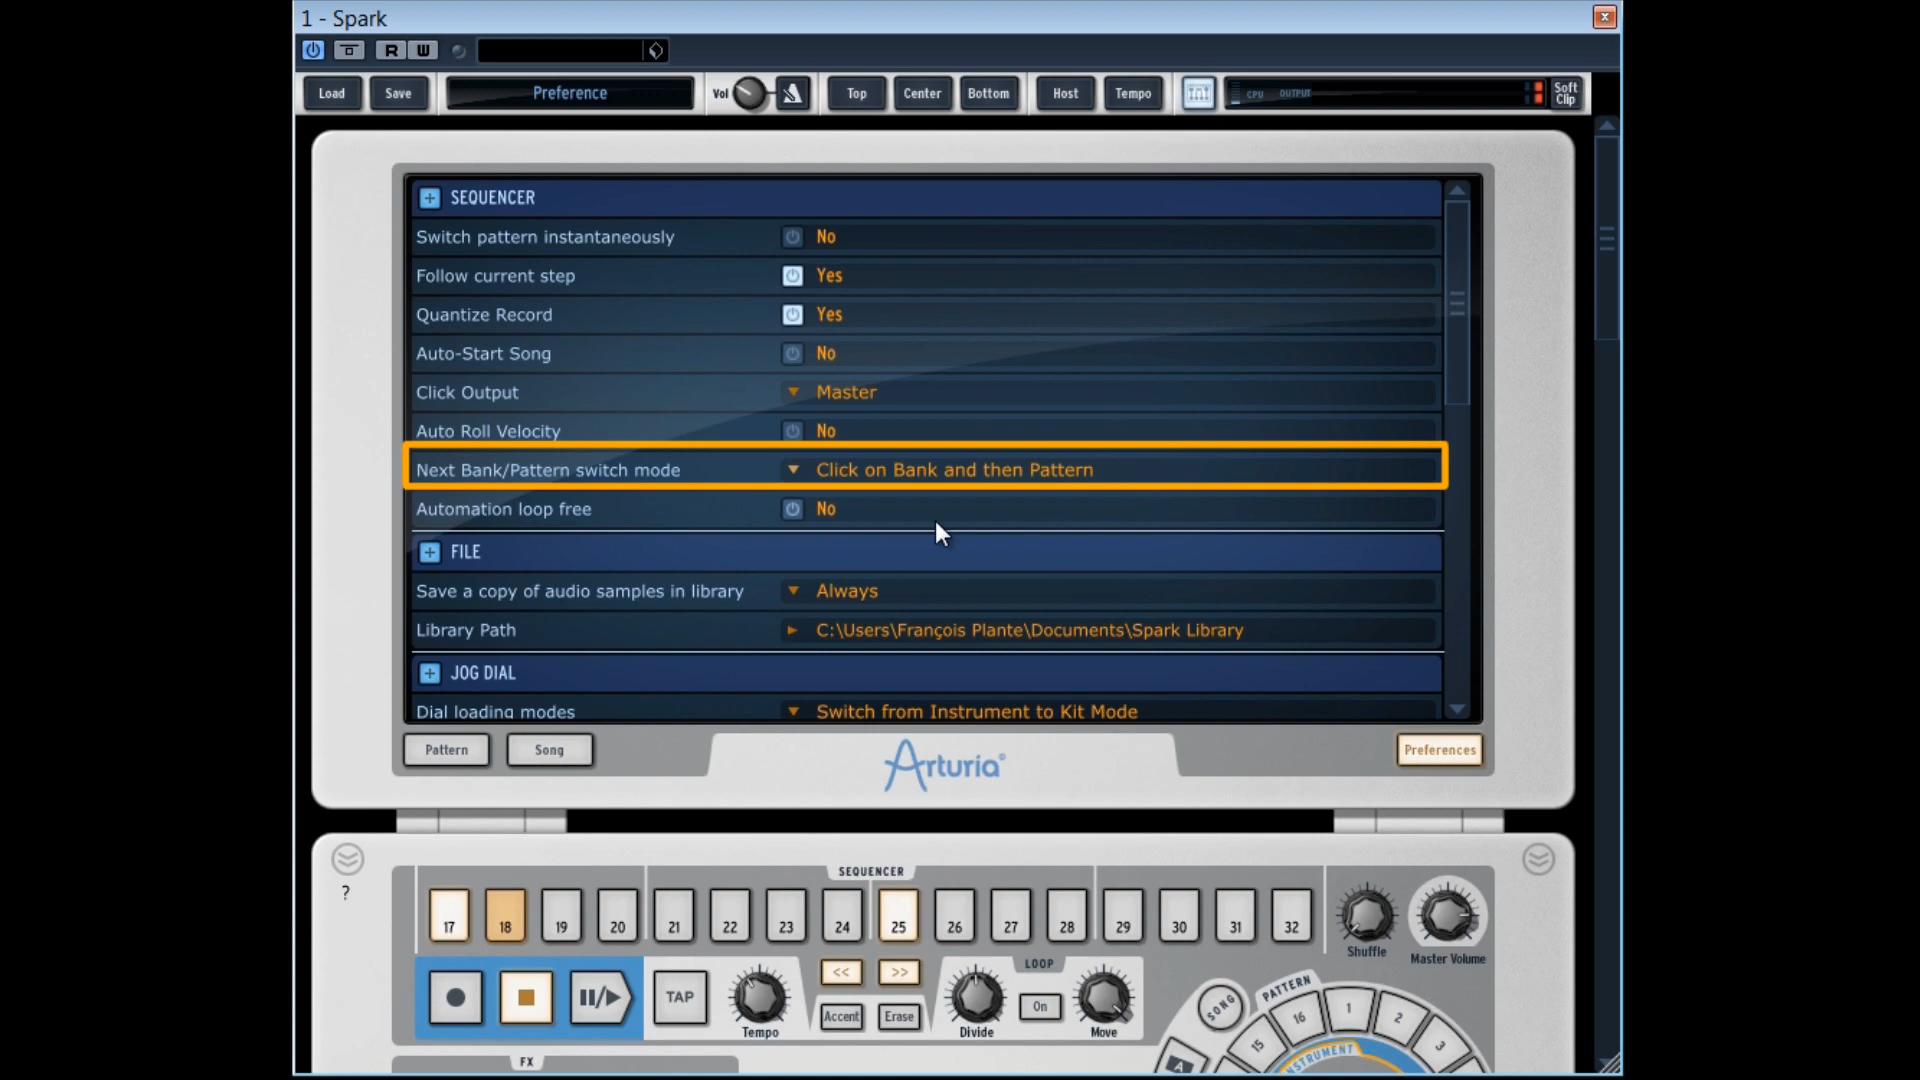 1 - Spark
R W
Load Save Preference Vol Top Center Bottom Host Tempo CPU OUTPUT Soft Clip
SEQUENCER
Switch pattern instantaneously No
Follow current step Yes
Quantize Record Yes
Auto-Start Song No
Click Output Master
Auto Roll Velocity No
Next Bank/Pattern switch mode Click on Bank and then Pattern
Automation loop free No
FILE
Save a copy of audio samples in library Always
Library Path C:\Users\François Plante\Documents\Spark Library
JOG DIAL
Dial loading modes Switch from Instrument to Kit Mode
Pattern Song Arturia® Preferences
SEQUENCER
?
17 18 19 20 21 22 23 24 25 26 27 28 29 30 31 32
Shuffle Master Volume
<< >> LOOP
TAP Tempo Accent Erase Divide On Move
SONG PATTERN
15 16 1 2 3
A INSTRUMENT
FX